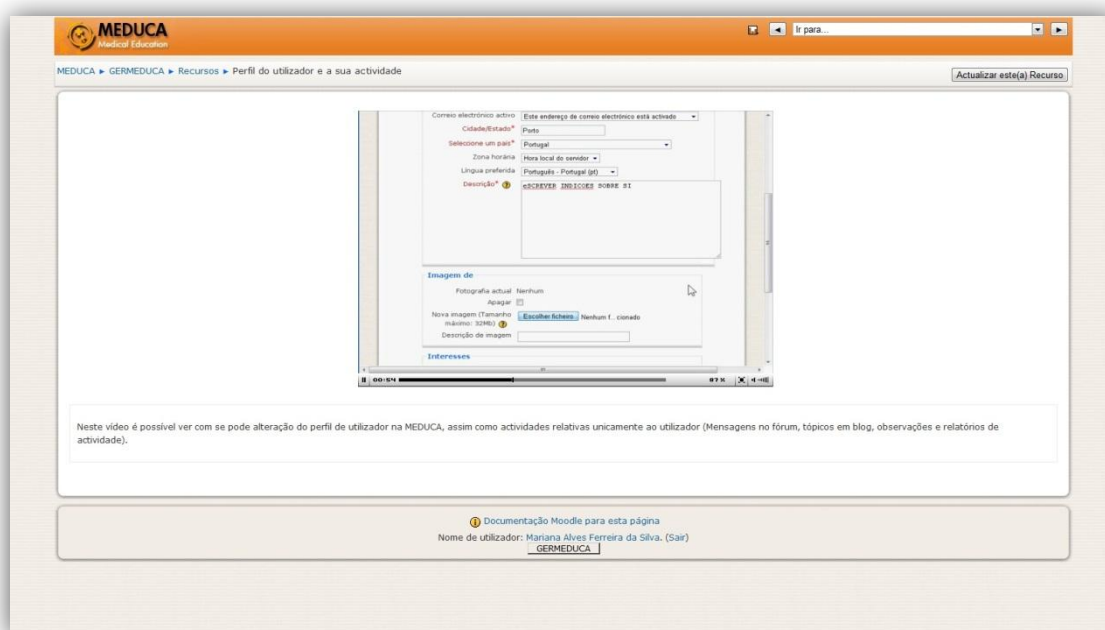 MEDUCA
Medical Education
Ir para...
MEDUCA ► GERMEDUCA ► Recursos ► Perfil do utilizador e a sua actividade
Actualizar este(a) Recurso
Correio electrónico activo Este endereço de correio electrónico está activado
Cidade/Estado* Porto
Seleccione um país* Portugal
Zona horária Hora local do servidor
Língua preferida Português - Portugal (pt)
Descrição* eSCREVER INDICOES SOBRE SI
Imagem de
Fotografia actual Nenhum
Apagar
Nova imagem (Tamanho máximo: 32Mb) Escolher ficheiro Nenhum f.. cionado
Descrição de imagem
Interesses
00:54 87%
Neste vídeo é possível ver com se pode alteração do perfil de utilizador na MEDUCA, assim como actividades relativas unicamente ao utilizador (Mensagens no fórum, tópicos em blog, observações e relatórios de
actividade).
Documentação Moodle para esta página
Nome de utilizador: Mariana Alves Ferreira da Silva. (Sair)
GERMEDUCA